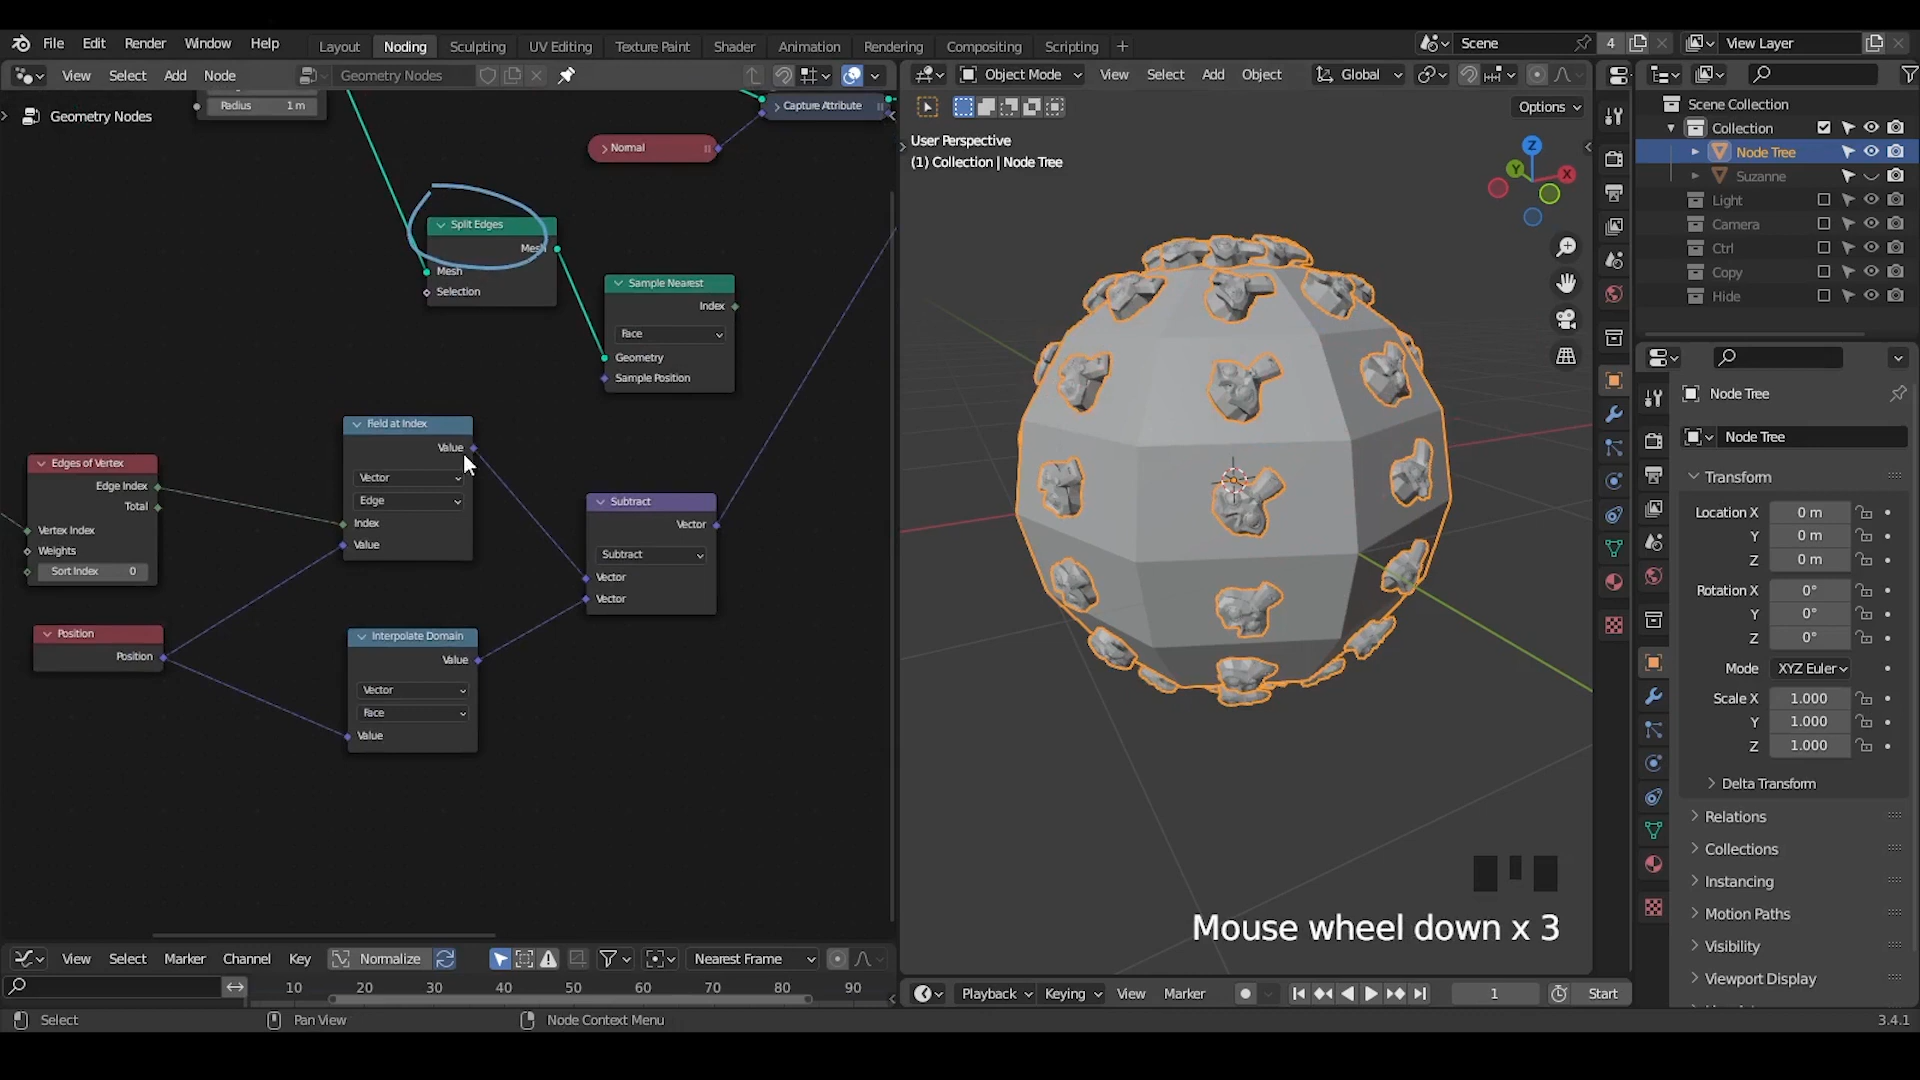 File Edit Render Window Help
Layout Noding Sculpting UV Editing Texture Paint Shader Animation Rendering Compositing Scripting
Scene 4 View Layer
View Select Add Node Geometry Nodes
Object Mode View Select Add Object Global
Geometry Nodes
Radius 1 m
Capture Attribute
Normal
Split Edges
Mesh
Mesh
Selection
Sample Nearest
Index
Face
Geometry
Sample Position
Field at Index
Value
Vector
Edge
Index
Value
Edges of Vertex
Edge Index
Total
Vertex Index
Weights
Sort Index 0
Subtract
Vector
Subtract
Vector
Vector
Position
Position
Interpolate Domain
Value
Vector
Face
Value
Options
User Perspective
(1) Collection | Node Tree
Z
Y
X
Mouse wheel down x 3
Scene Collection
Collection
Node Tree
Suzanne
Light
Camera
Ctrl
Copy
Hide
Node Tree
Node Tree
Transform
Location X 0 m
Y 0 m
Z 0 m
Rotation X 0°
Y 0°
Z 0°
Mode XYZ Euler
Scale X 1.000
Y 1.000
Z 1.000
Delta Transform
Relations
Collections
Instancing
Motion Paths
Visibility
Viewport Display
View Select Marker Channel Key Normalize Nearest Frame
10 20 30 40 50 60 70 80 90
Playback Keying View Marker 1 Start
Select Pan View Node Context Menu 3.4.1